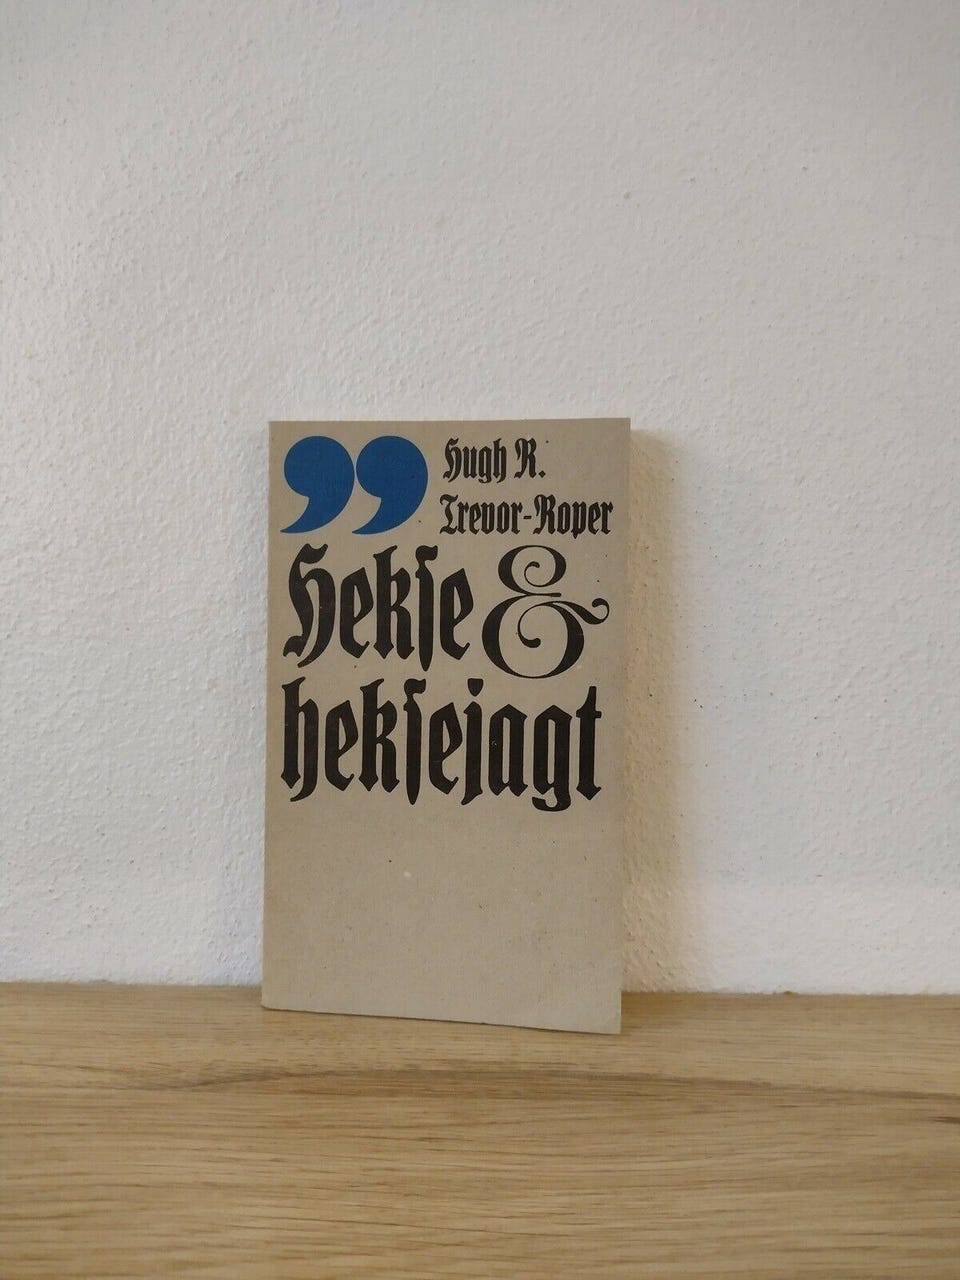 ”
Hugh R.
Trevor-Roper
Hekſe &
hekſejagt